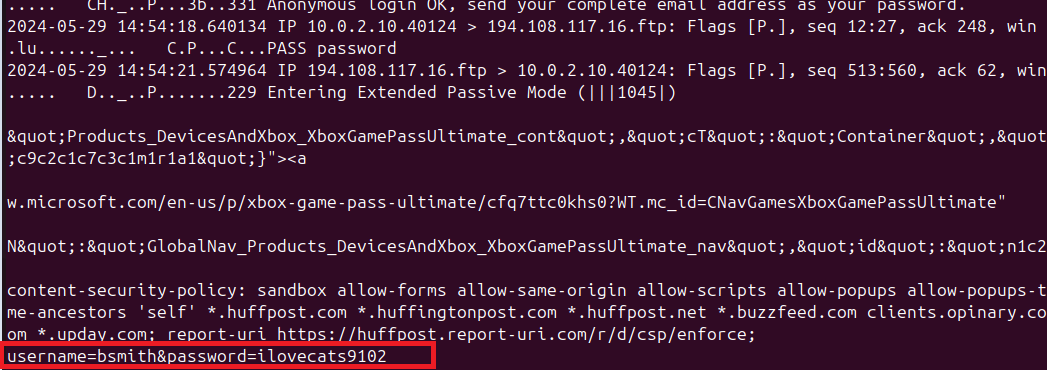 .....   CH._..P...3b..331 Anonymous login OK, send your complete email address as your password.
2024-05-29 14:54:18.640134 IP 10.0.2.10.40124 > 194.108.117.16.ftp: Flags [P.], seq 12:27, ack 248, win
.lu......_...   C.P...C...PASS password
2024-05-29 14:54:21.574964 IP 194.108.117.16.ftp > 10.0.2.10.40124: Flags [P.], seq 513:560, ack 62, win
.....   D.._..P.......229 Entering Extended Passive Mode (|||1045|)
&quot;Products_DevicesAndXbox_XboxGamePassUltimate_cont&quot;,&quot;cT&quot;:&quot;Container&quot;,&quot
;c9c2c1c7c3c1m1r1a1&quot;}"><a
w.microsoft.com/en-us/p/xbox-game-pass-ultimate/cfq7ttc0khs0?WT.mc_id=CNavGamesXboxGamePassUltimate"
N&quot;:&quot;GlobalNav_Products_DevicesAndXbox_XboxGamePassUltimate_nav&quot;,&quot;id&quot;:&quot;n1c2
content-security-policy: sandbox allow-forms allow-same-origin allow-scripts allow-popups allow-popups-t
me-ancestors 'self' *.huffpost.com *.huffingtonpost.com *.huffpost.net *.buzzfeed.com clients.opinary.co
om *.upday.com; report-uri https://huffpost.report-uri.com/r/d/csp/enforce;
username=bsmith&password=ilovecats9102